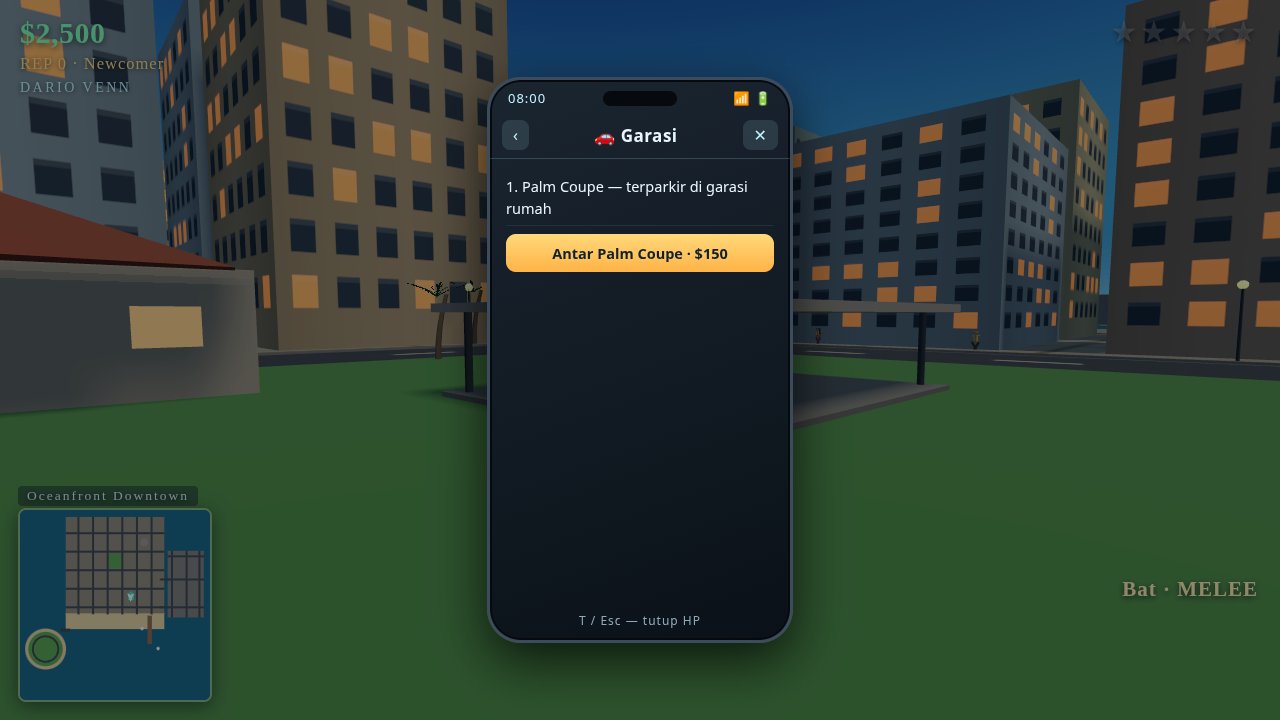 $2,500
REP 0 · Newcomer
DARIO VENN
★★★★★
08:00
📶 🔋
‹
🚗 Garasi
✕
1. Palm Coupe — terparkir di garasi
rumah
Antar Palm Coupe · $150
T / Esc — tutup HP
Oceanfront Downtown
Bat · MELEE